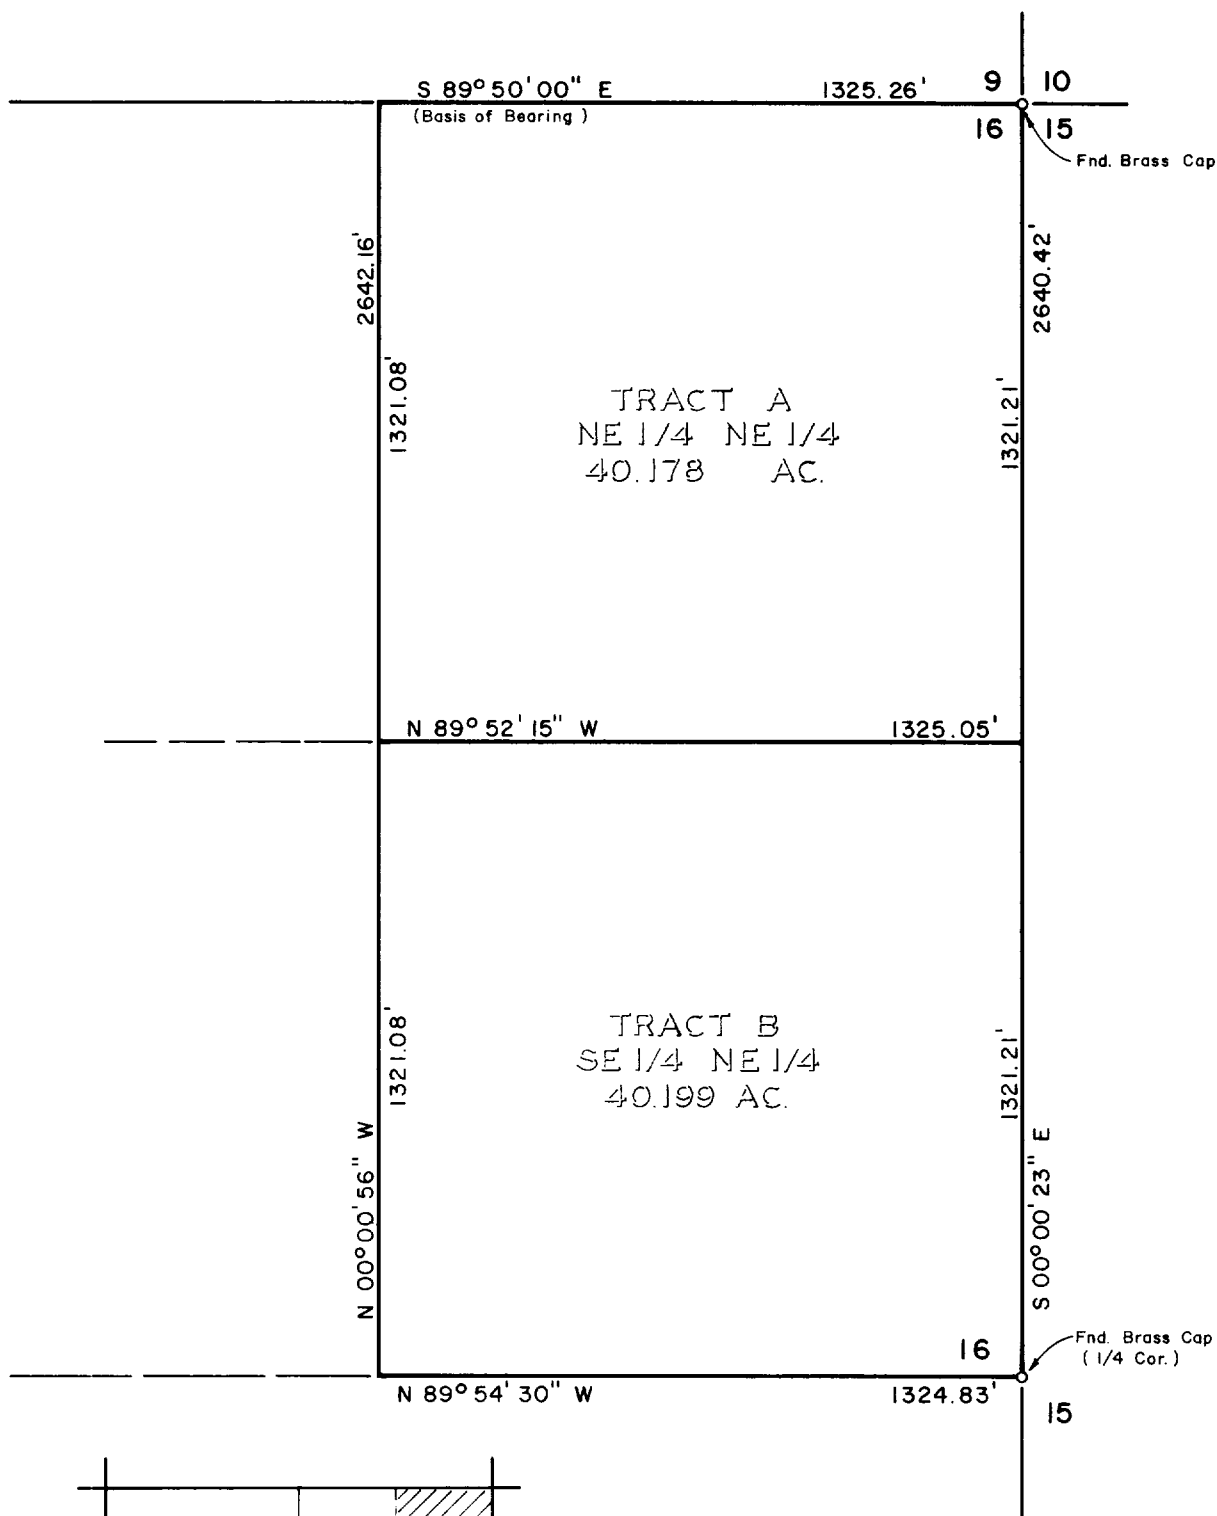 S 89° 50' 00" E 1325.26' 9 10
(Basis of Bearing) 16 15
Fnd. Brass Cap
2642.16'
2640.42'
1321.08'
1321.21'
TRACT A
NE 1/4 NE 1/4
40.178 AC.
N 89° 52' 15" W 1325.05'
1321.08'
1321.21'
TRACT B
SE 1/4 NE 1/4
40.199 AC.
N 00° 00' 56" W
S 00° 00' 23" E
16
Fnd. Brass Cap
(1/4 Cor.)
N 89° 54' 30" W 1324.83'
15